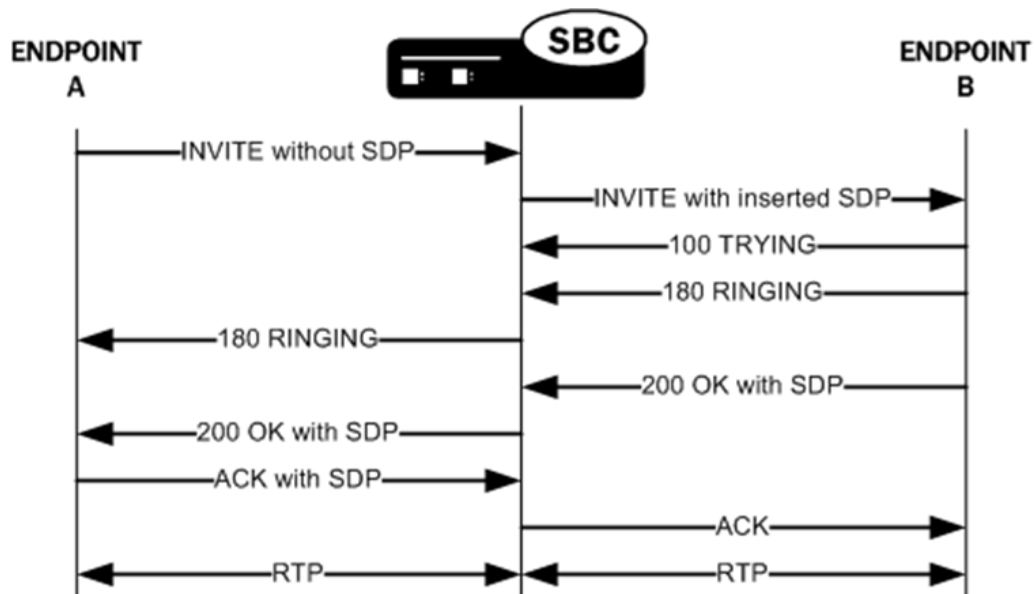 SBC
ENDPOINT
A
ENDPOINT
B
INVITE without SDP
INVITE with inserted SDP
100 TRYING
180 RINGING
180 RINGING
200 OK with SDP
200 OK with SDP
ACK with SDP
ACK
RTP
RTP